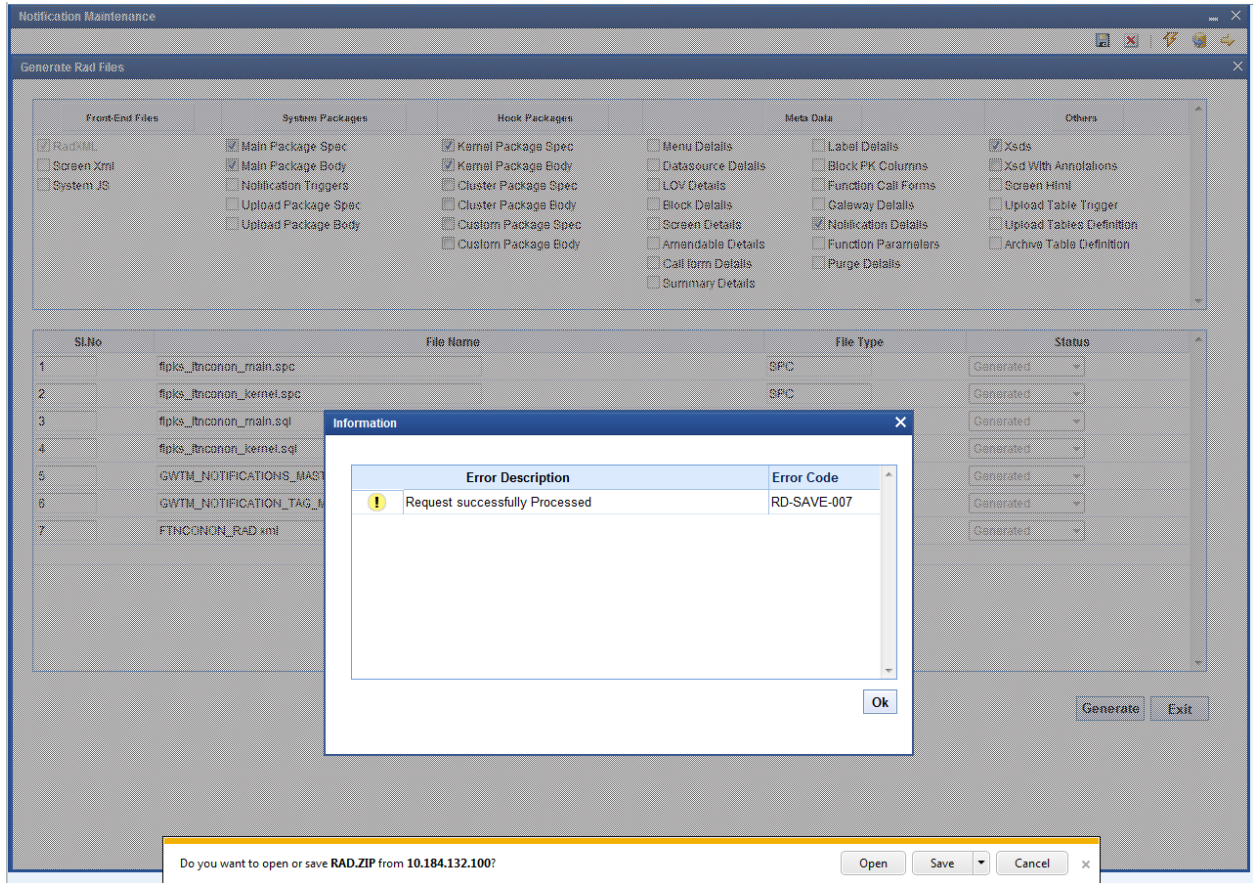 Notification Maintenance
Generate Rad Files
Front-End Files System Packages Hook Packages Meta Data Others
RadXML Main Package Spec Kernel Package Spec Menu Details Label Details Xsds
Screen Xml Main Package Body Kernel Package Body Datasource Details Block PK Columns Xsd With Annotations
System JS Notification Triggers Cluster Package Spec LOV Details Function Call Forms Screen Html
Upload Package Spec Cluster Package Body Block Details Gateway Details Upload Table Trigger
Upload Package Body Custom Package Spec Screen Details Notification Details Upload Tables Definition
Custom Package Body Amendable Details Function Parameters Archive Table Definition
Call form Details Purge Details
Summary Details
Sl.No File Name File Type Status
1 ftpks_ftnconon_main.spc SPC Generated
2 ftpks_ftnconon_kernel.spc SPC Generated
3 ftpks_ftnconon_main.sql Generated
4 ftpks_ftnconon_kernel.sql Generated
5 GWTM_NOTIFICATIONS_MAST Generated
6 GWTM_NOTIFICATION_TAG_M Generated
7 FTNCONON_RAD.xml Generated
Information
Error Description Error Code
Request successfully Processed RD-SAVE-007
Ok
Generate Exit
Do you want to open or save RAD.ZIP from 10.184.132.100? Open Save Cancel